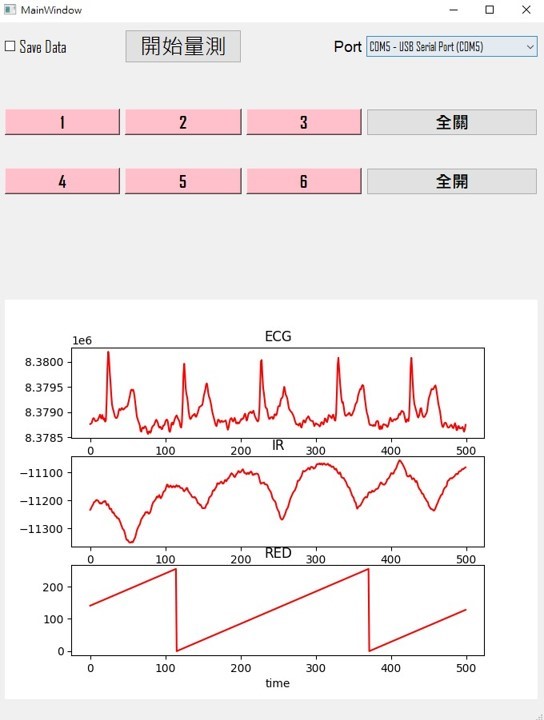 MainWindow
Save Data
開始量測
Port
COM5 - USB Serial Port (COM5)
1
2
3
全關
4
5
6
全開
ECG
1e6
8.3800
8.3795
8.3790
8.3785
0 100 200 300 400 500
IR
−11100
−11200
−11300
0 100 200 300 400 500
RED
200
100
0
0 100 200 300 400 500
time